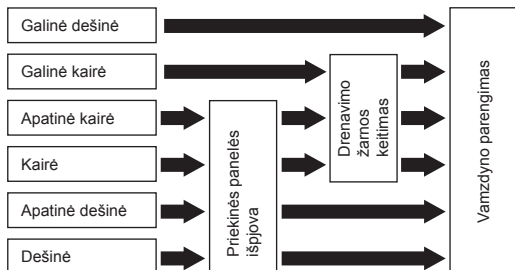 Galinė dešinė
Galinė kairė
Apatinė kairė
Kairė
Apatinė dešinė
Dešinė
Priekinės panelės
išpjova
Drenavimo
žarnos
keitimas
Vamzdyno parengimas